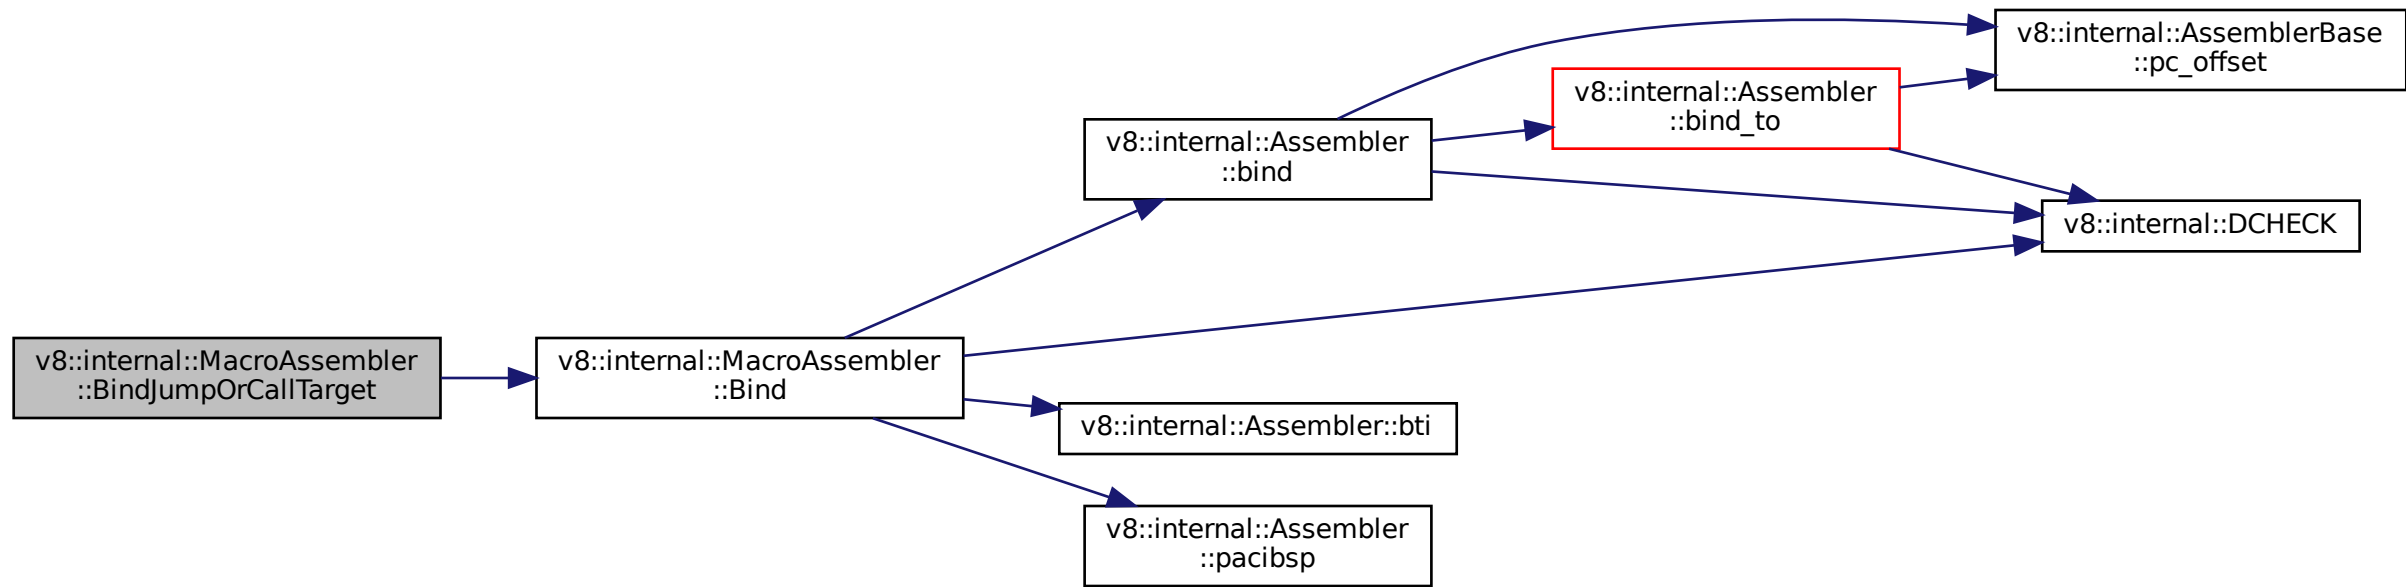 v8::internal::MacroAssembler
::BindJumpOrCallTarget
v8::internal::MacroAssembler
::Bind
v8::internal::Assembler
::bind
v8::internal::Assembler
::bind_to
v8::internal::AssemblerBase
::pc_offset
v8::internal::DCHECK
v8::internal::Assembler::bti
v8::internal::Assembler
::pacibsp